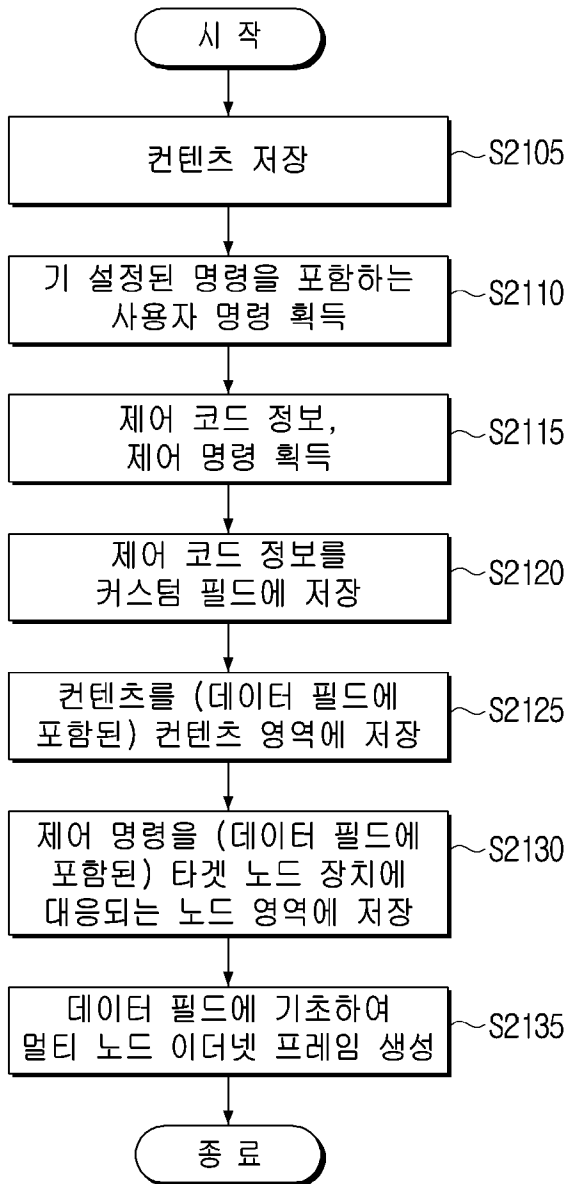 시 작
컨텐츠 저장
S2105
기 설정된 명령을 포함하는
사용자 명령 획득
S2110
제어 코드 정보,
제어 명령 획득
S2115
제어 코드 정보를
커스텀 필드에 저장
S2120
컨텐츠를 (데이터 필드에
포함된) 컨텐츠 영역에 저장
S2125
제어 명령을 (데이터 필드에
포함된) 타겟 노드 장치에
대응되는 노드 영역에 저장
S2130
데이터 필드에 기초하여
멀티 노드 이더넷 프레임 생성
S2135
종 료